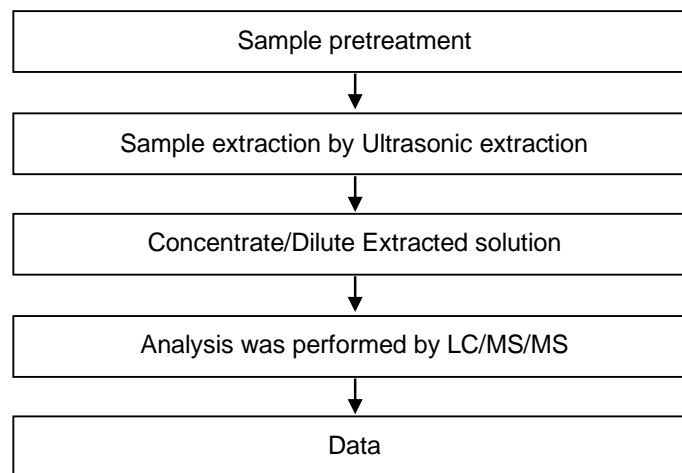 Sample pretreatment
Sample extraction by Ultrasonic extraction
Concentrate/Dilute Extracted solution
Analysis was performed by LC/MS/MS
Data